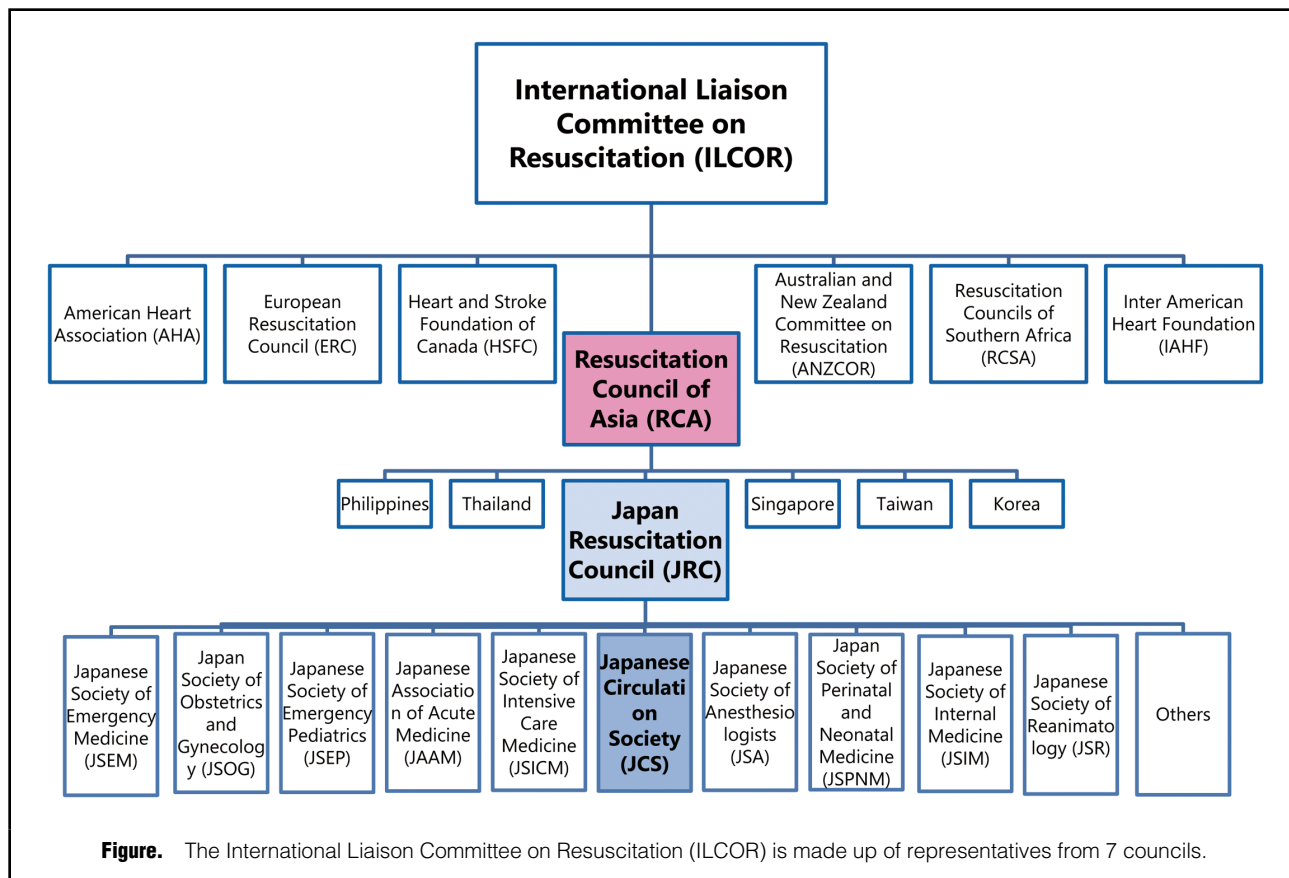 International Liaison
Committee on
Resuscitation (ILCOR)
American Heart
Association (AHA)
European
Resuscitation
Council (ERC)
Heart and Stroke
Foundation of
Canada (HSFC)
Resuscitation
Council of
Asia (RCA)
Australian and
New Zealand
Committee on
Resuscitation
(ANZCOR)
Resuscitation
Councils of
Southern Africa
(RCSA)
Inter American
Heart Foundation
(IAHF)
Philippines
Thailand
Japan
Resuscitation
Council (JRC)
Singapore
Taiwan
Korea
Japanese
Society of
Emergency
Medicine
(JSEM)
Japan
Society of
Obstetrics
and
Gynecolog
y (JSOG)
Japanese
Society of
Emergency
Pediatrics
(JSEP)
Japanese
Associatio
n of Acute
Medicine
(JAAM)
Japanese
Society of
Intensive
Care
Medicine
(JSICM)
Japanese
Circulati
on
Society
(JCS)
Japanese
Society of
Anesthesio
logists
(JSA)
Japan
Society of
Perinatal
and
Neonatal
Medicine
(JSPNM)
Japanese
Society of
Internal
Medicine
(JSIM)
Japanese
Society of
Reanimato
logy (JSR)
Others
Figure. The International Liaison Committee on Resuscitation (ILCOR) is made up of representatives from 7 councils.